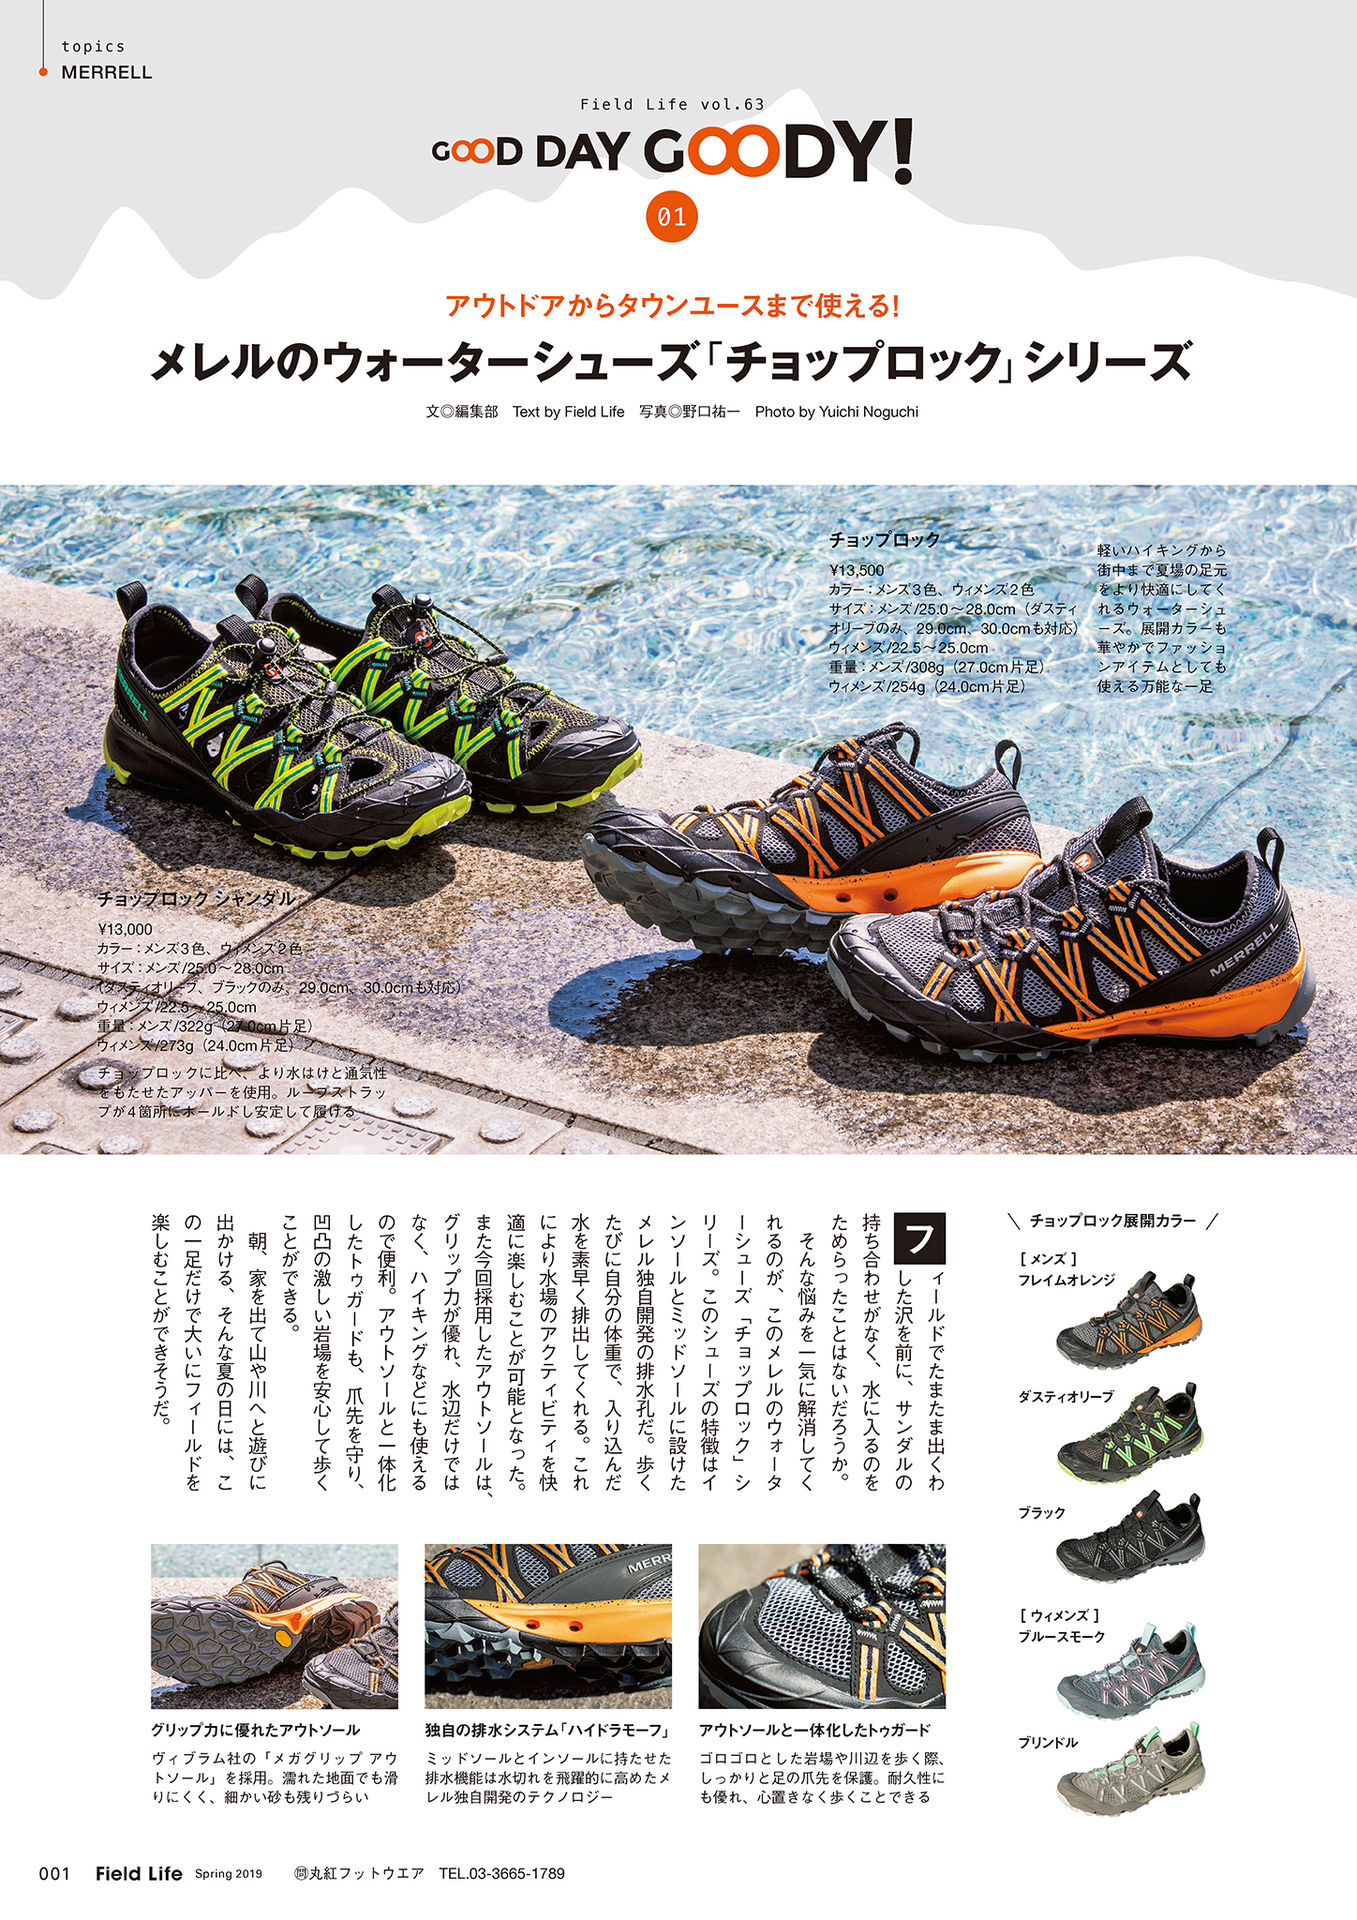 topics
MERRELL
Field Life vol.63
GOOD DAY GOODY!
01
アウトドアからタウンユースまで使える!
メレルのウォーターシューズ「チョップロック」シリーズ
文◎編集部　Text by Field Life　写真◎野口祐一　Photo by Yuichi Noguchi
チョップロック
¥13,500
カラー：メンズ3色、ウィメンズ2色
サイズ：メンズ/25.0〜28.0cm（ダスティ
オリーブのみ、29.0cm、30.0cmも対応）
ウィメンズ/22.5〜25.0cm
重量：メンズ/308g（27.0cm片足）
ウィメンズ/254g（24.0cm片足）
軽いハイキングから
街中まで夏場の足元
をより快適にしてく
れるウォーターシュ
ーズ。展開カラーも
華やかでファッショ
ンアイテムとしても
使える万能な一足
MERRELL
MERRELL
チョップロック シャンダル
¥13,000
カラー：メンズ3色、ウィメンズ2色
サイズ：メンズ/25.0〜28.0cm
（ダスティオリーブ、ブラックのみ、29.0cm、30.0cmも対応）
ウィメンズ/22.5〜25.0cm
重量：メンズ/322g（27.0cm片足）
ウィメンズ/273g（24.0cm片足）
チョップロックに比べ、より水はけと通気性
をもたせたアッパーを使用。ループストラッ
プが4箇所にホールドし安定して履ける
フィールドでたまたま出くわ
した沢を前に、サンダルの
持ち合わせがなく、水に入るのを
ためらったことはないだろうか。
そんな悩みを一気に解消してく
れるのが、このメレルのウォータ
ーシューズ「チョップロック」シ
リーズ。このシューズの特徴はイ
ンソールとミッドソールに設けた
メレル独自開発の排水孔だ。歩く
たびに自分の体重で、入り込んだ
水を素早く排出してくれる。これ
により水場のアクティビティを快
適に楽しむことが可能となった。
また今回採用したアウトソールは、
グリップ力が優れ、水辺だけでは
なく、ハイキングなどにも使える
ので便利。アウトソールと一体化
したトゥガードも、爪先を守り、
凹凸の激しい岩場を安心して歩く
ことができる。
朝、家を出て山や川へと遊びに
出かける、そんな夏の日には、こ
の一足だけで大いにフィールドを
楽しむことができそうだ。
チョップロック展開カラー
［メンズ］
フレイムオレンジ
ダスティオリーブ
ブラック
［ウィメンズ］
ブルースモーク
ブリンドル
MERR
グリップ力に優れたアウトソール
ヴィブラム社の「メガグリップ アウ
トソール」を採用。濡れた地面でも滑
りにくく、細かい砂も残りづらい
独自の排水システム「ハイドラモーフ」
ミッドソールとインソールに持たせた
排水機能は水切れを飛躍的に高めたメ
レル独自開発のテクノロジー
アウトソールと一体化したトゥガード
ゴロゴロとした岩場や川辺を歩く際、
しっかりと足の爪先を保護。耐久性に
も優れ、心置きなく歩くことできる
001　Field Life　Spring 2019　㉄丸紅フットウエア　TEL.03-3665-1789